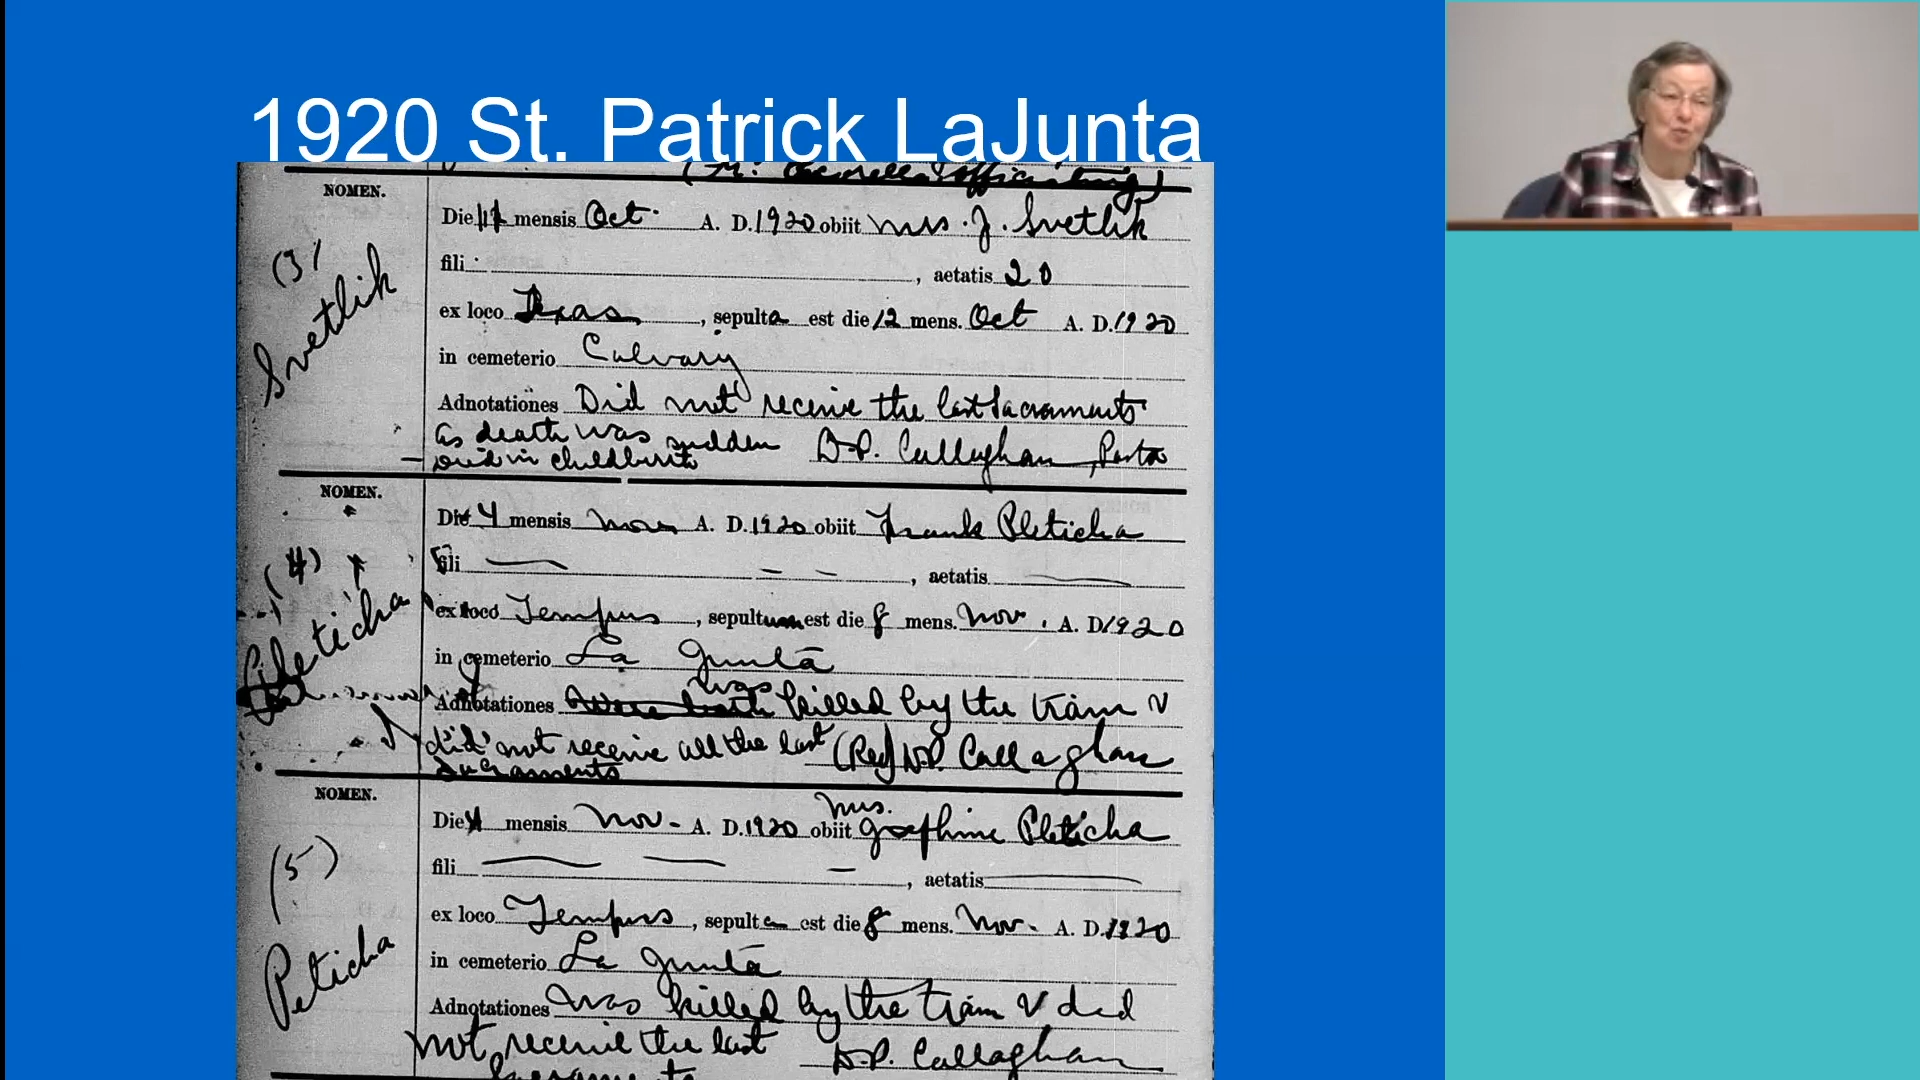 1920 St. Patrick LaJunta
officiating)
NOMEN.
(3)
Svetlik
Die 11 mensis Oct. A. D. 1920 obiit Mrs. J. Svetlik
fili , aetatis 20
ex loco Texas , sepulta est die 12 mens. Oct A. D. 1920
in cemeterio Calvary
Adnotationes Did not receive the last Sacraments
as death was sudden D.P. Callaghan, Pastor
– Died in childbirth
NOMEN.
(4)
Pleticha
Die 4 mensis Nov A. D. 1920 obiit Frank Pleticha
fili — – – , aetatis —
ex loco , sepultum est die 8 mens. Nov. A. D. 1920
in cemeterio La Junta
Adnotationes was killed by the train
did not receive all the last (Rev) D.P. Callaghan
Sacraments
NOMEN.
(5)
Peticha
Mrs.
Die 4 mensis Nov - A. D. 1920 obiit Josephine Pleticha
fili — — – , aetatis —
ex loco , sepulta est die 8 mens. Nov. A. D. 1920
in cemeterio La Junta
Adnotationes was killed by the train did
not receive the last D.P. Callaghan
Sacraments